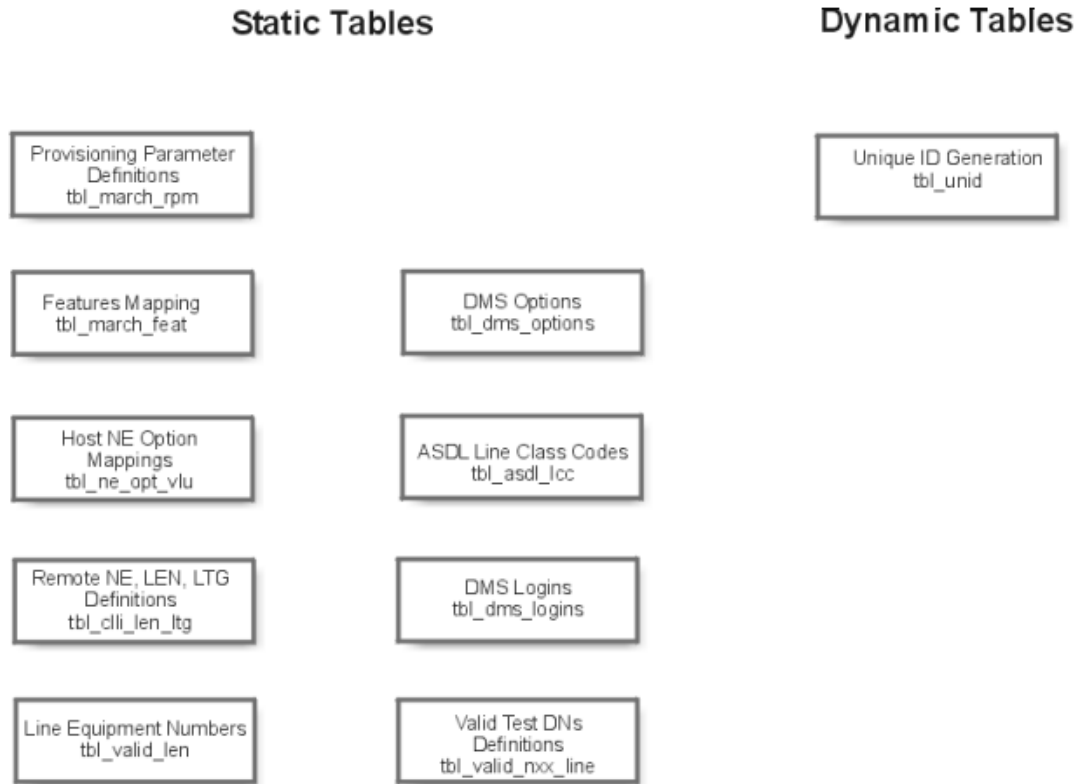 Static Tables
Dynamic Tables
Provisioning Parameter
Definitions
tbl_march_rpm
Unique ID Generation
tbl_unid
Features Mapping
tbl_march_feat
DMS Options
tbl_dms_options
Host NE Option
Mappings
tbl_ne_opt_vlu
ASDL Line Class Codes
tbl_asdl_lcc
Remote NE, LEN, LTG
Definitions
tbl_clli_len_ltg
DMS Logins
tbl_dms_logins
Line Equipment Numbers
tbl_valid_len
Valid Test DNs
Definitions
tbl_valid_nxx_line